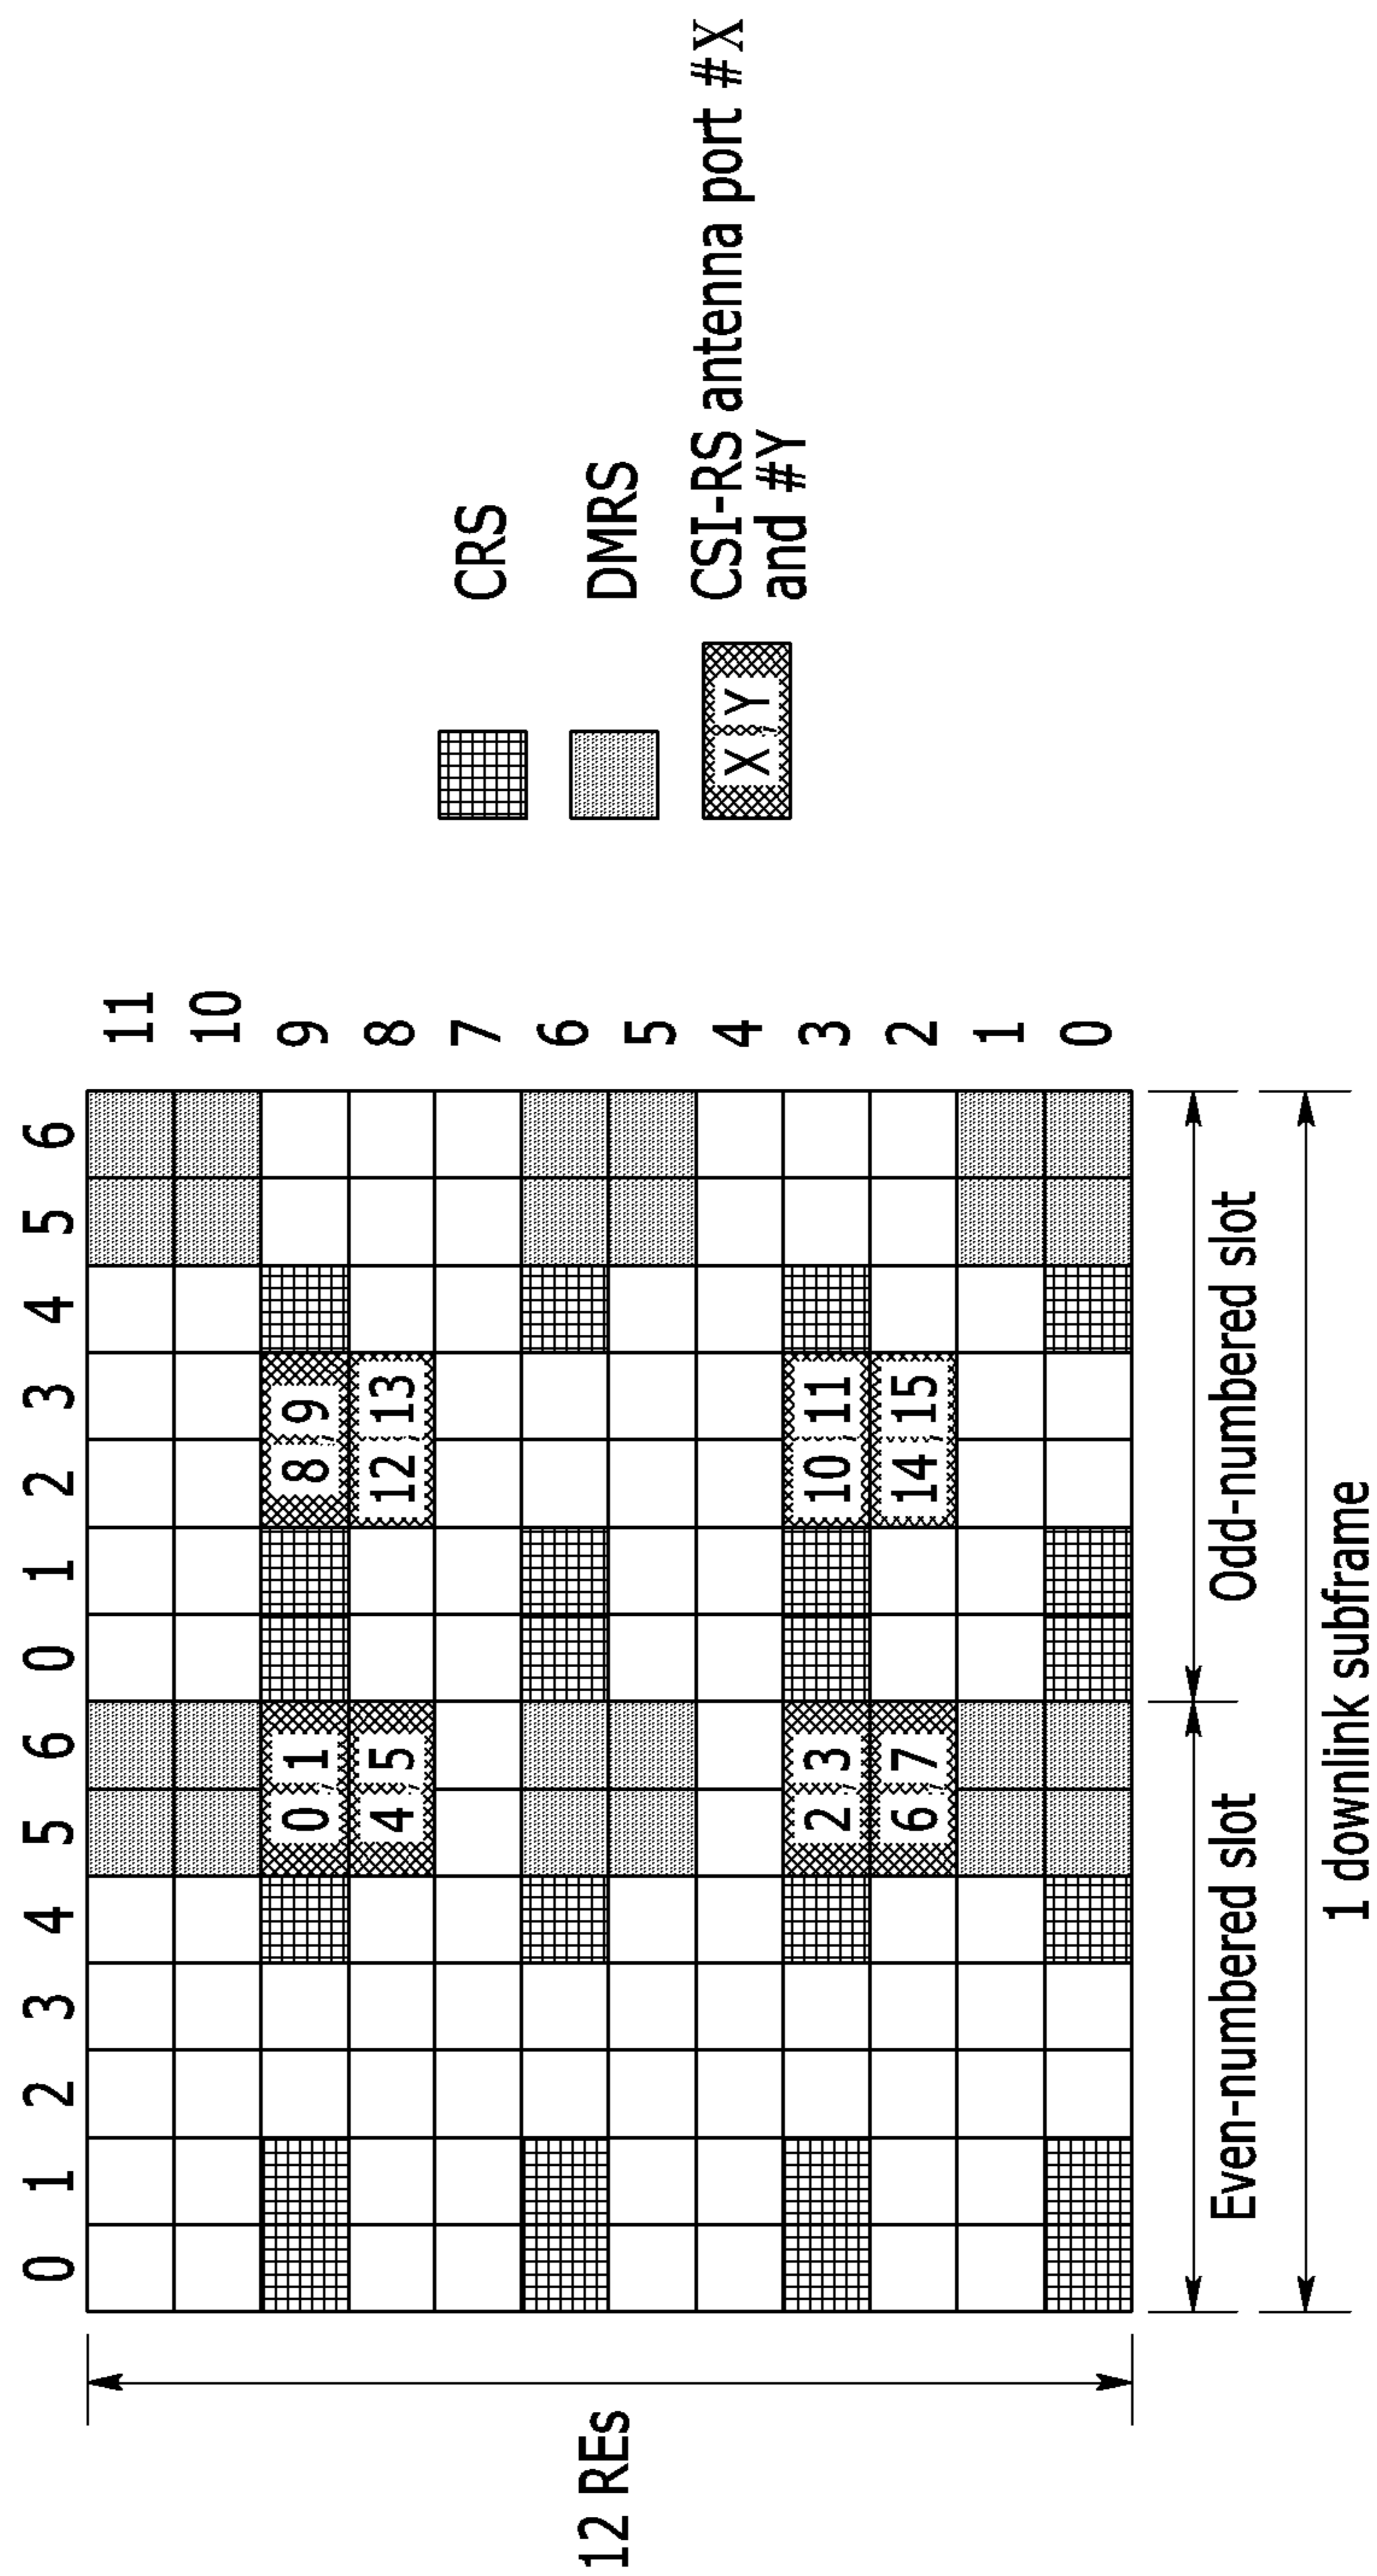 0 1 2 3 4 5 6 0 1 2 3 4 5 6
11
10
0,1 8,9 9
4,5 12,13 8
7
6
5
4
2,3 10,11 3
6,7 14,15 2
1
0
12 REs
Even-numbered slot Odd-numbered slot
1 downlink subframe
CRS
DMRS
X,Y CSI-RS antenna port #X
and #Y